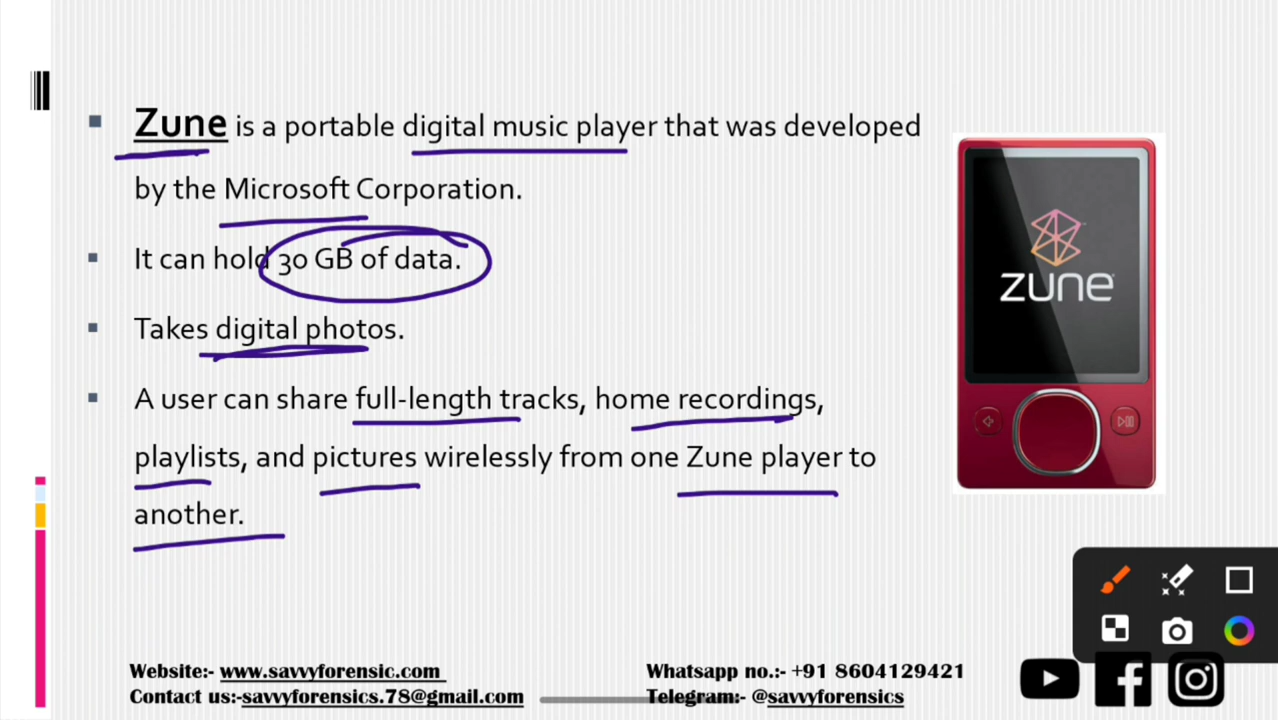 Zune is a portable digital music player that was developed
by the Microsoft Corporation.
It can hold 30 GB of data.
Takes digital photos.
A user can share full-length tracks, home recordings,
playlists, and pictures wirelessly from one Zune player to
another.
zune
Website:- www.savvyforensic.com
Contact us:-savvyforensics.78@gmail.com
Whatsapp no.:- +91 8604129421
Telegram:- @savvyforensics